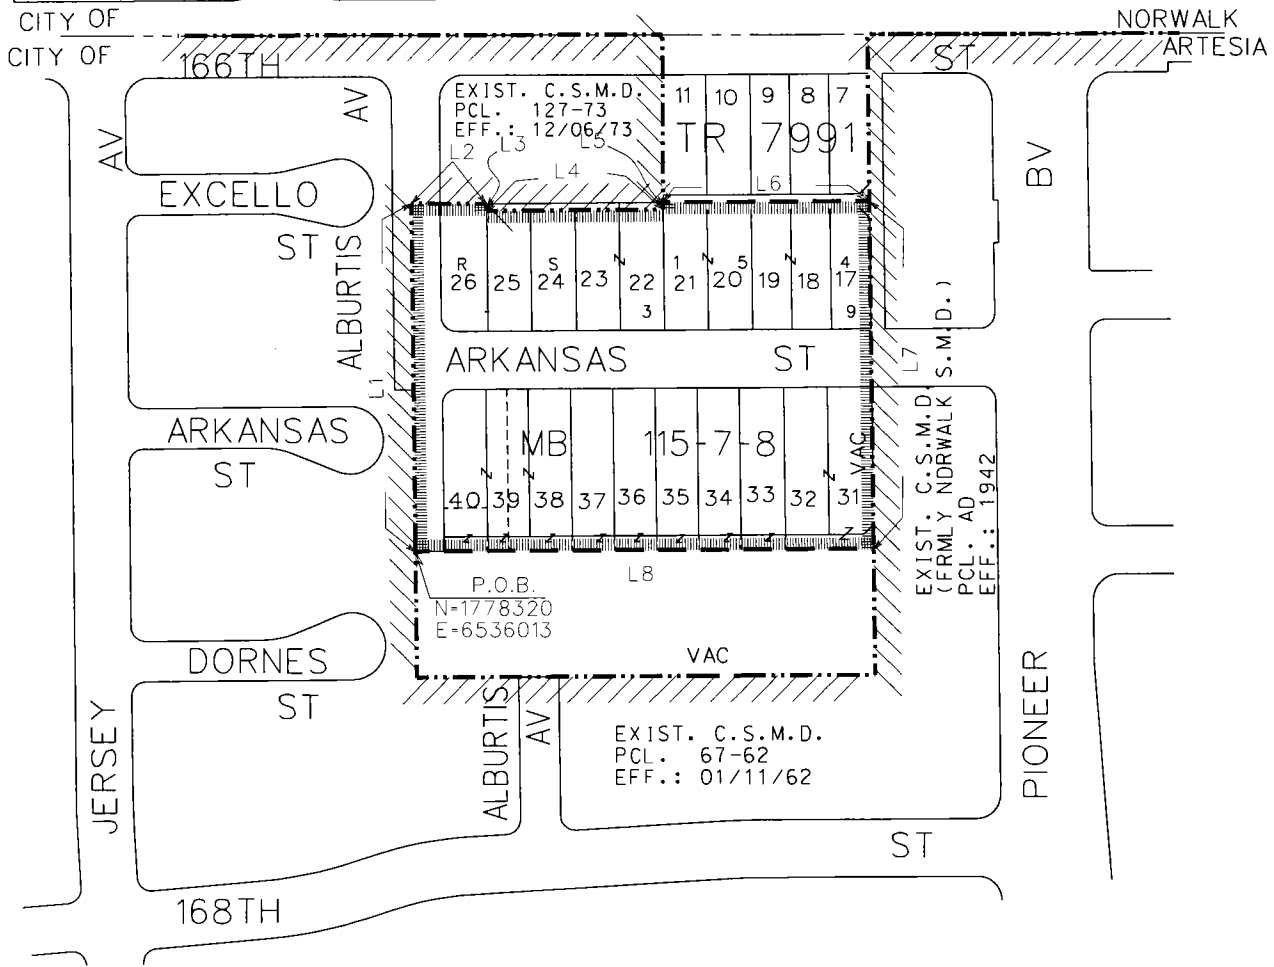 CITY OF NORWALK
CITY OF ARTESIA
166TH ST
EXIST. C.S.M.D.
PCL. 127-73
EFF.: 12/06/73
11 10 9 8 7
TR 7991
AV
AV
BV
L2 L3 L5
L4 L6
EXCELLO
ST
ALBURTIS
R S 1 5 4
26 25 24 23 22 21 20 19 18 17
3 9
L1
ARKANSAS ST
L7
EXIST. C.S.M.D.
(FRMLY NORWALK S.M.D.)
PCL. AD
EFF.: 1942
ARKANSAS
ST
MB 115-7-8
VAC
40 39 38 37 36 35 34 33 32 31
L8
P.O.B.
N=1778320
E=6536013
DORNES
ST
VAC
JERSEY
ALBURTIS
AV
PIONEER
EXIST. C.S.M.D.
PCL. 67-62
EFF.: 01/11/62
ST
168TH